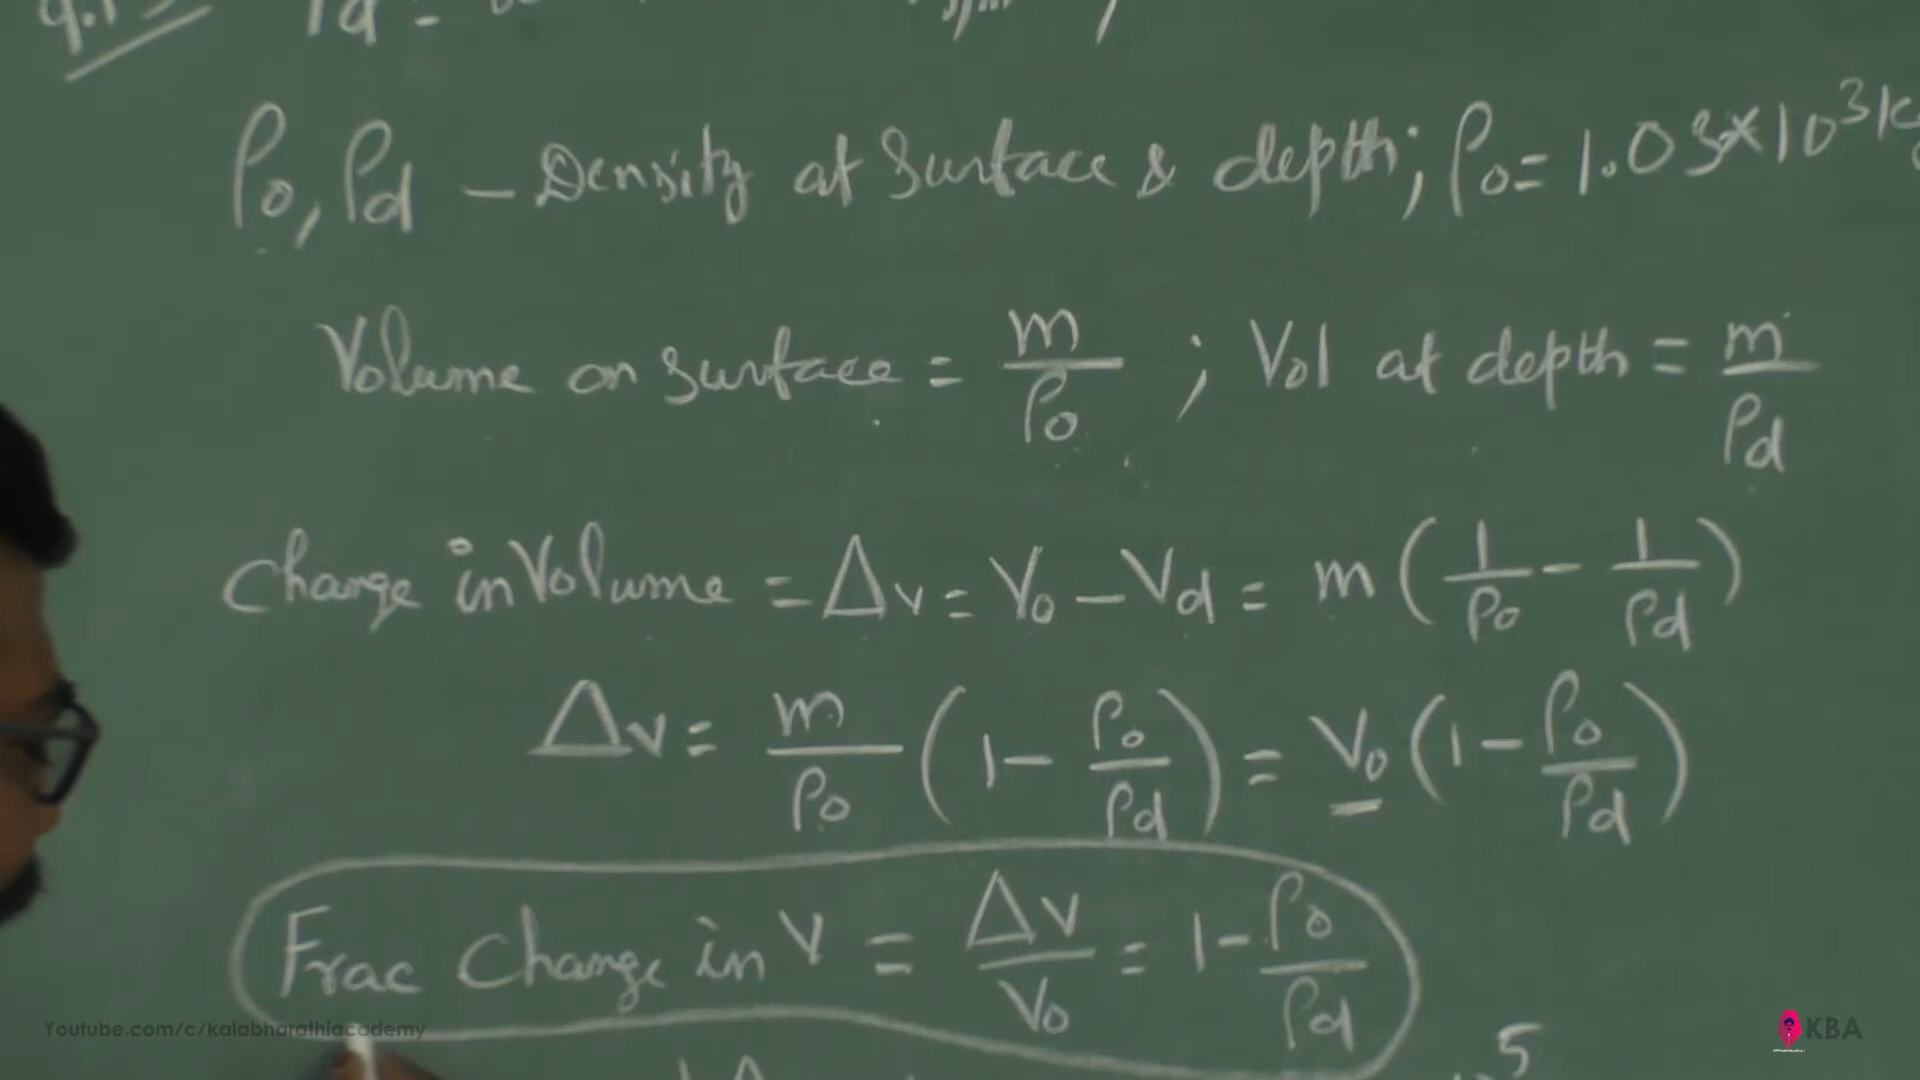 ρ₀, ρd – Density at Surface & depth; ρ₀ = 1.03×10³ k
Volume on surface = m/ρ₀ ; Vol at depth = m/ρd
Change in Volume = Δv = V₀ – Vd = m(1/ρ₀ – 1/ρd)
Δv = m/ρ₀ (1 – ρ₀/ρd) = V₀(1 – ρ₀/ρd)
Frac Change in V = Δv/V₀ = 1 – ρ₀/ρd
Youtube.com/c/kalabharathiacademy
KBA
5